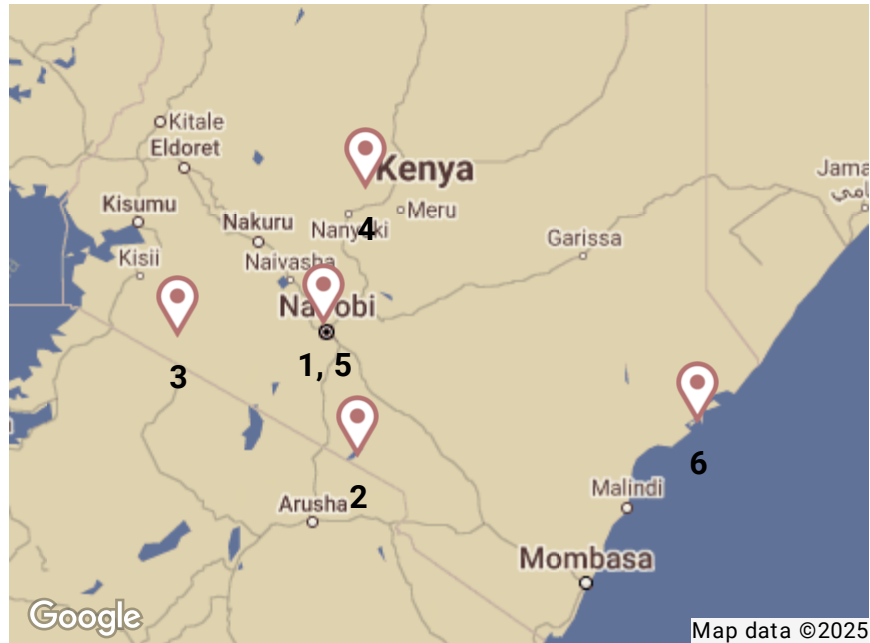 Kitale
Eldoret
Kenya
Jama
مي
Kisumu
Meru
Nakuru
Nanyuki
4
Garissa
Kisii
Naivasha
Nairobi
1, 5
3
6
2
Malindi
Arusha
Mombasa
Google
Map data ©2025